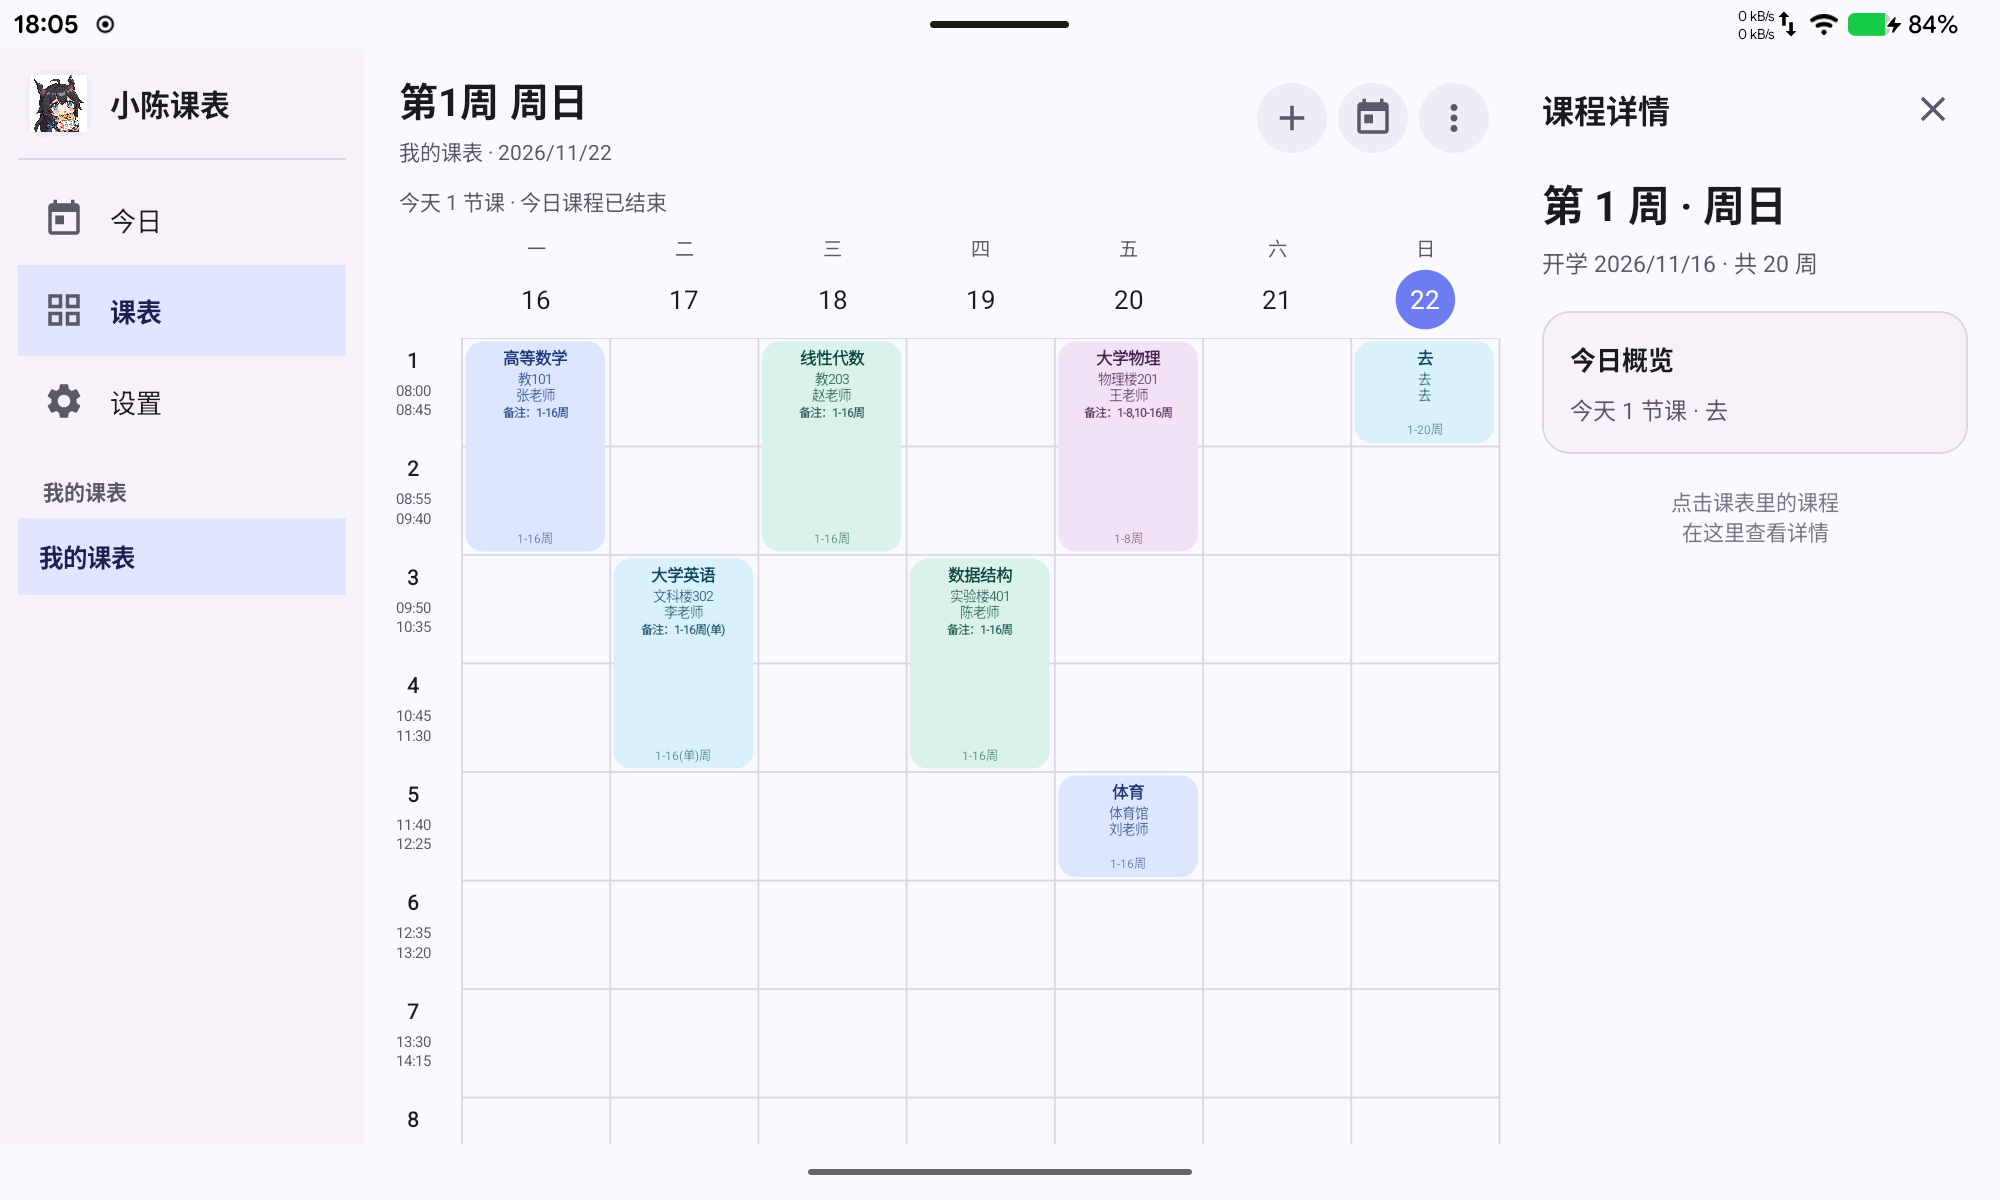 18:05
0 kB/s
0 kB/s
84%
小陈课表
今日
课表
设置
我的课表
我的课表
第1周 周日
我的课表 · 2026/11/22
今天 1 节课 · 今日课程已结束
一 二 三 四 五 六 日
16 17 18 19 20 21 22
1
08:00
08:45
2
08:55
09:40
3
09:50
10:35
4
10:45
11:30
5
11:40
12:25
6
12:35
13:20
7
13:30
14:15
8
高等数学
教101
张老师
备注：1-16周
1-16周
大学英语
文科楼302
李老师
备注：1-16周(单)
1-16(单)周
线性代数
教203
赵老师
备注：1-16周
1-16周
数据结构
实验楼401
陈老师
备注：1-16周
1-16周
大学物理
物理楼201
王老师
备注：1-8,10-16周
1-8周
体育
体育馆
刘老师
1-16周
去
去
去
1-20周
课程详情
第 1 周 · 周日
开学 2026/11/16 · 共 20 周
今日概览
今天 1 节课 · 去
点击课表里的课程
在这里查看详情